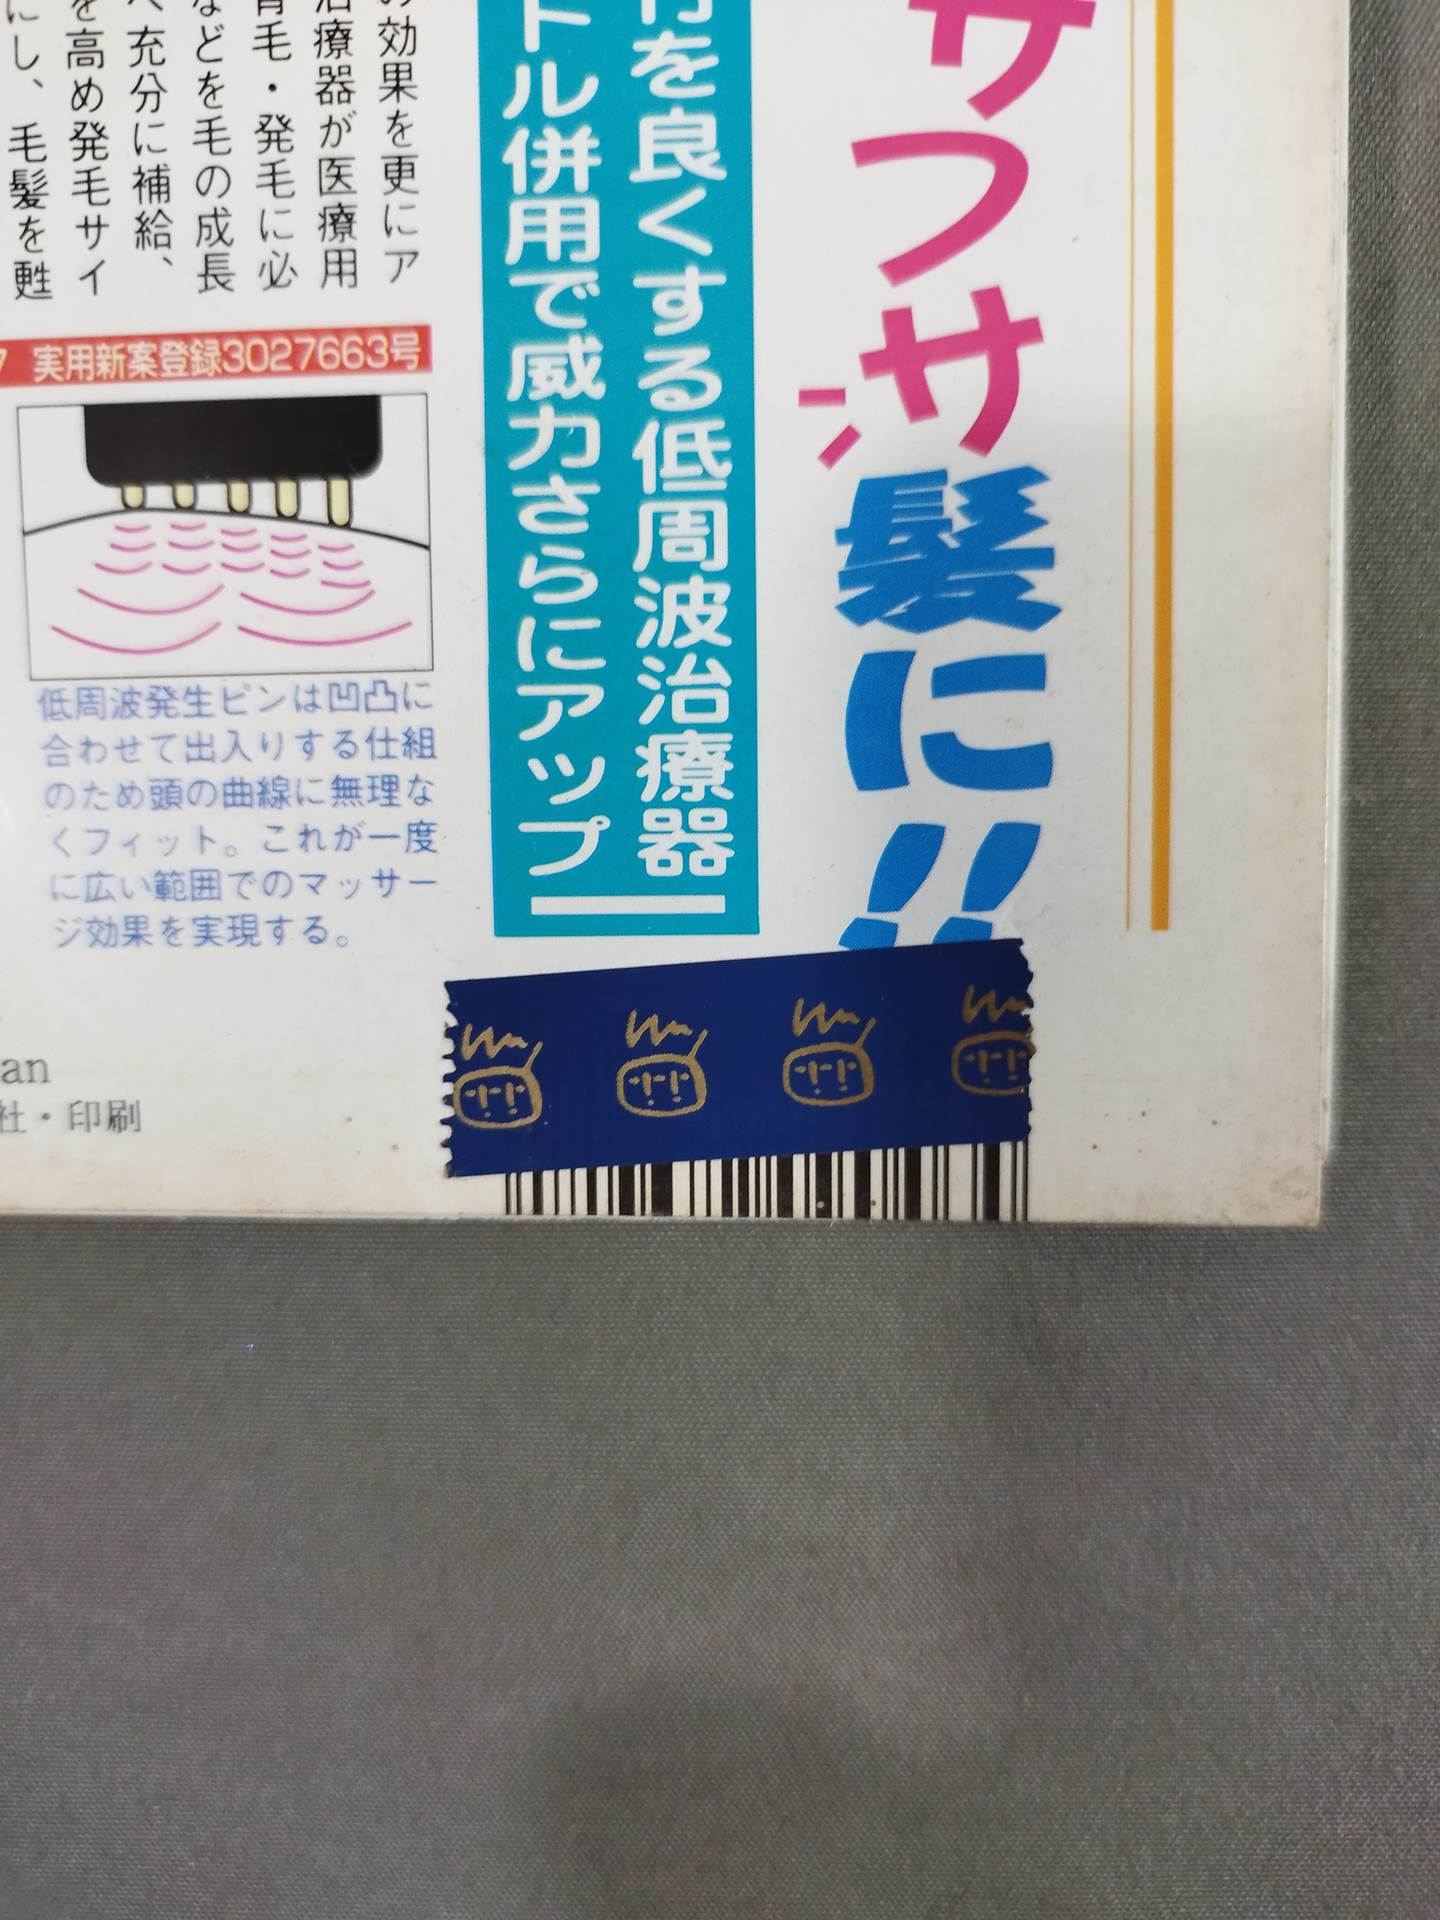 サフサ髪に!!
を良くする低周波治療器
トル併用で威力さらにアップ
効果を更にア
療器が医療用
毛・発毛に必
などを毛の成長
へ充分に補給、
を高め発毛サイ
にし、毛髪を甦
7 実用新案登録3027663号
低周波発生ピンは凹凸に
合わせて出入りする仕組
のため頭の曲線に無理な
くフィット。これが一度
に広い範囲でのマッサー
ジ効果を実現する。
an
社・印刷